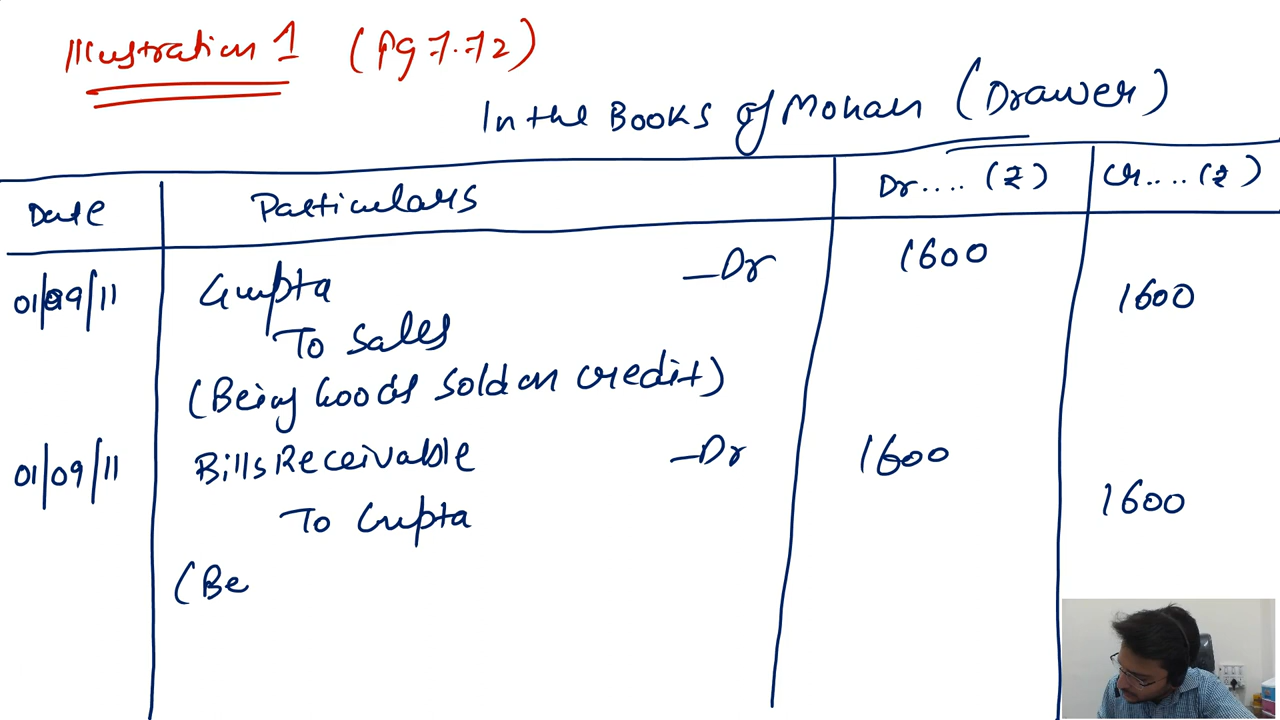 Illustration 1 (Pg 7.72)
In the Books of Mohan (Drawer)
Date Particulars Dr.... (₹) Cr.... (₹)
01/09/11 Gupta —Dr 1600
To Sales 1600
(Being Goods sold on credit)
01/09/11 Bills Receivable —Dr 1600
To Gupta 1600
(Be